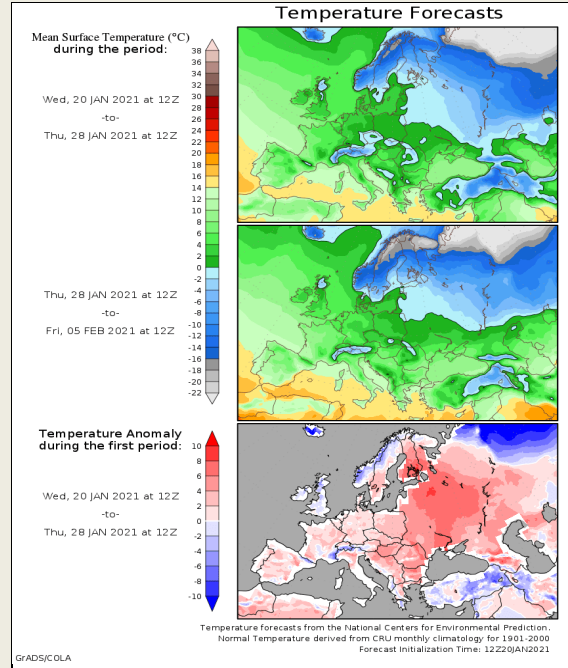 Temperature Forecasts
Mean Surface Temperature (°C)
during the period:
38
36
34
32
30
28
26
24
22
20
18
16
14
12
10
8
6
4
2
0
-2
-4
-6
-8
-10
-12
-14
-16
-18
-20
-22
Wed, 20 JAN 2021 at 12Z
-to-
Thu, 28 JAN 2021 at 12Z
Thu, 28 JAN 2021 at 12Z
-to-
Fri, 05 FEB 2021 at 12Z
Temperature Anomaly
during the first period:
10
8
6
4
2
0
-2
-4
-6
-8
-10
Wed, 20 JAN 2021 at 12Z
-to-
Thu, 28 JAN 2021 at 12Z
Temperature forecasts from the National Centers for Environmental Prediction.
Normal Temperature derived from CRU monthly climatology for 1901-2000
Forecast Initialization Time: 12Z20JAN2021
GrADS/COLA